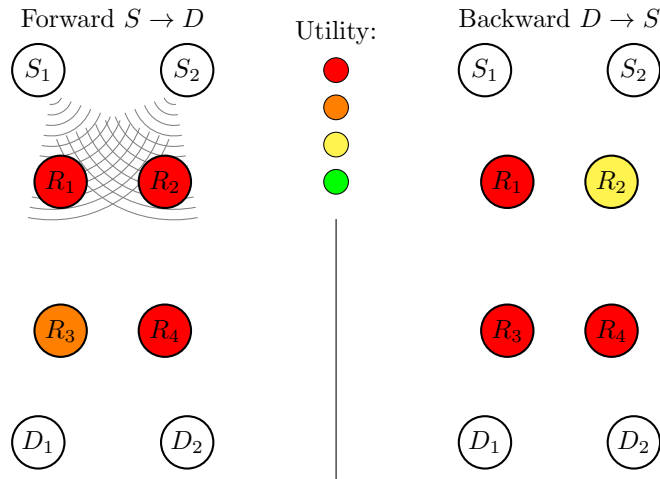 Forward S → D
Utility:
Backward D → S
S₁ S₂
S₁ S₂
R₁ R₂
R₁ R₂
R₃ R₄
R₃ R₄
D₁ D₂
D₁ D₂